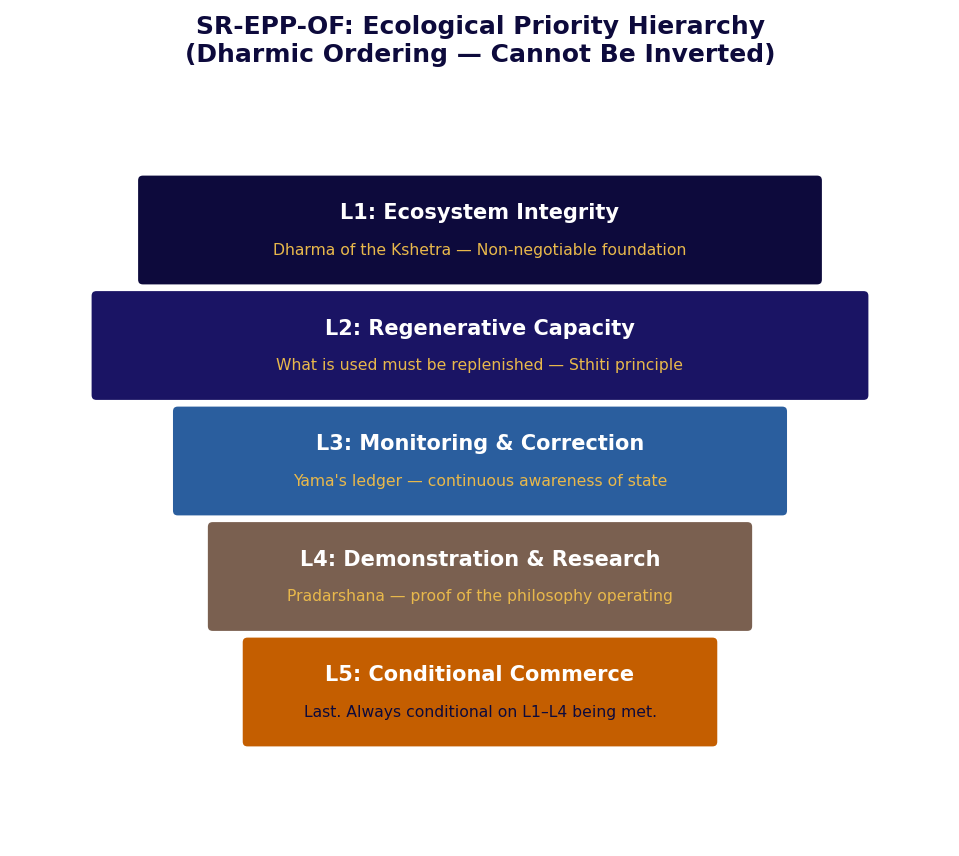 SR-EPP-OF: Ecological Priority Hierarchy
(Dharmic Ordering — Cannot Be Inverted)
L1: Ecosystem Integrity
Dharma of the Kshetra — Non-negotiable foundation
L2: Regenerative Capacity
What is used must be replenished — Sthiti principle
L3: Monitoring & Correction
Yama's ledger — continuous awareness of state
L4: Demonstration & Research
Pradarshana — proof of the philosophy operating
L5: Conditional Commerce
Last. Always conditional on L1–L4 being met.